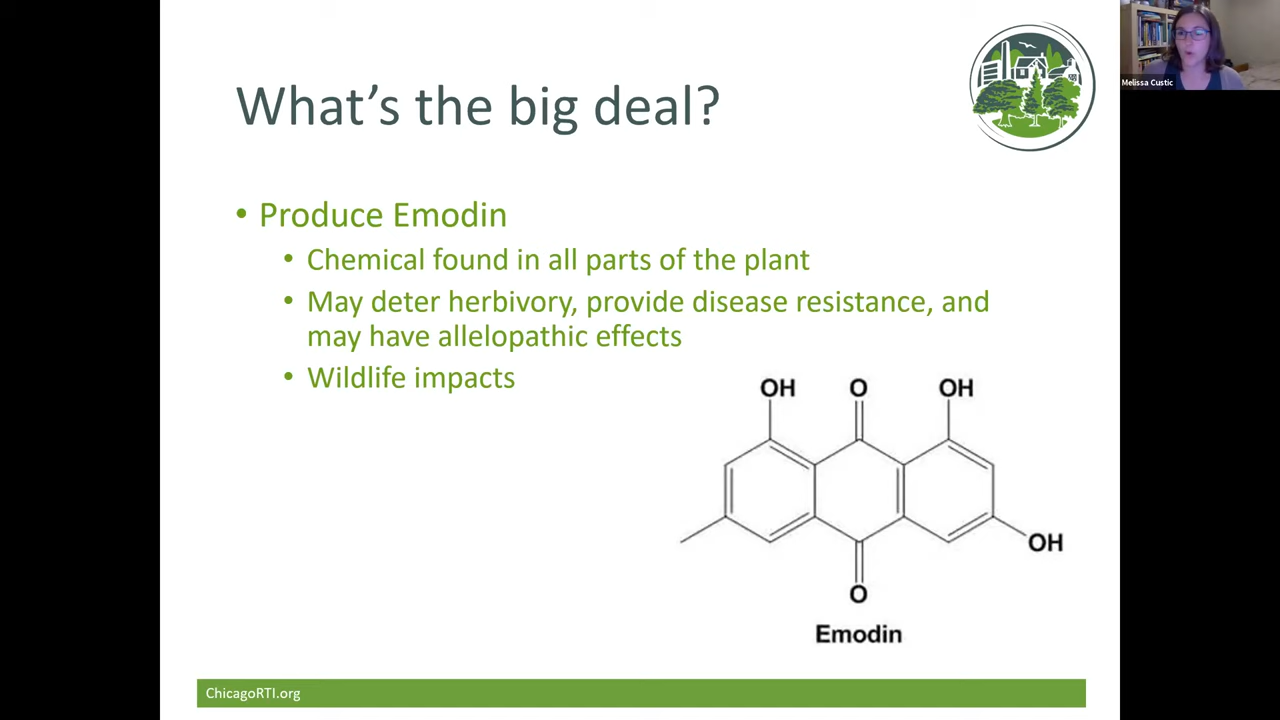 What's the big deal?
Melissa Custic
• Produce Emodin
• Chemical found in all parts of the plant
• May deter herbivory, provide disease resistance, and
may have allelopathic effects
• Wildlife impacts
OH O OH
OH
O
Emodin
ChicagoRTI.org